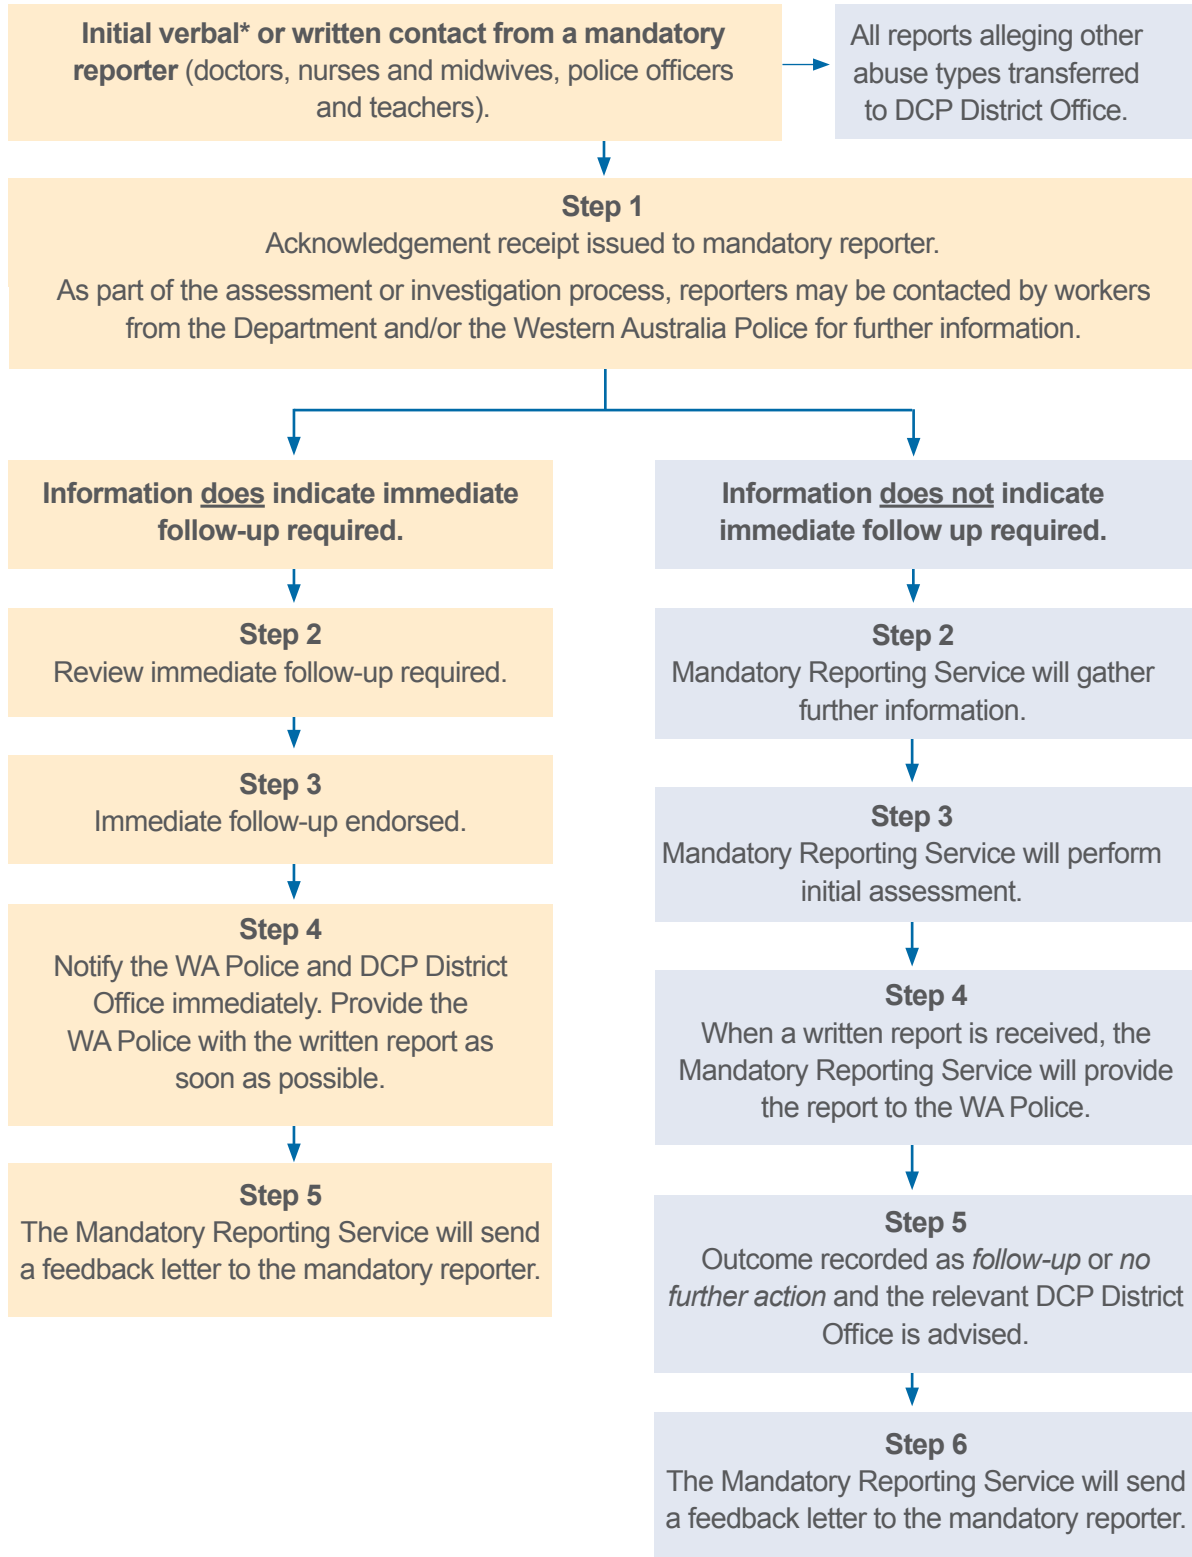 Initial verbal* or written contact from a mandatory
reporter (doctors, nurses and midwives, police officers
and teachers).
All reports alleging other
abuse types transferred
to DCP District Office.
Step 1
Acknowledgement receipt issued to mandatory reporter.
As part of the assessment or investigation process, reporters may be contacted by workers
from the Department and/or the Western Australia Police for further information.
Information does indicate immediate
follow-up required.
Step 2
Review immediate follow-up required.
Step 3
Immediate follow-up endorsed.
Step 4
Notify the WA Police and DCP District
Office immediately. Provide the
WA Police with the written report as
soon as possible.
Step 5
The Mandatory Reporting Service will send
a feedback letter to the mandatory reporter.
Information does not indicate
immediate follow up required.
Step 2
Mandatory Reporting Service will gather
further information.
Step 3
Mandatory Reporting Service will perform
initial assessment.
Step 4
When a written report is received, the
Mandatory Reporting Service will provide
the report to the WA Police.
Step 5
Outcome recorded as follow-up or no
further action and the relevant DCP District
Office is advised.
Step 6
The Mandatory Reporting Service will send
a feedback letter to the mandatory reporter.